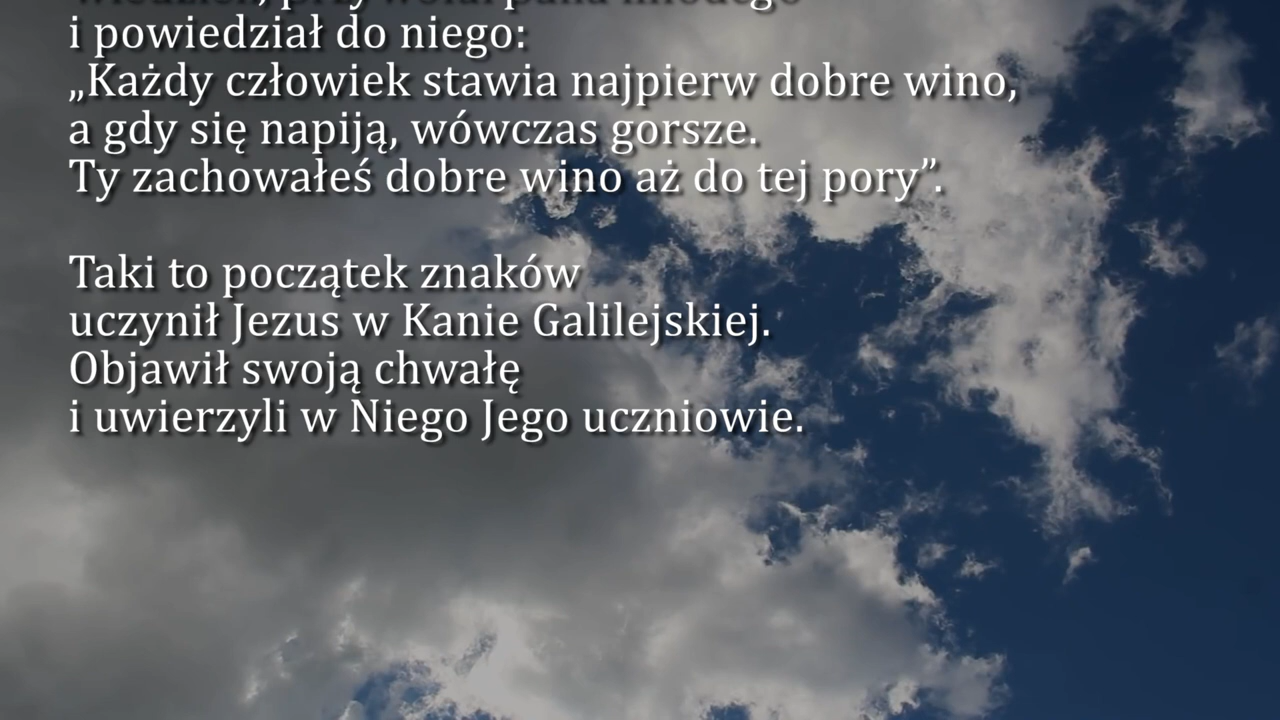 i powiedział do niego:
„Każdy człowiek stawia najpierw dobre wino,
a gdy się napiją, wówczas gorsze.
Ty zachowałeś dobre wino aż do tej pory”.
Taki to początek znaków
uczynił Jezus w Kanie Galilejskiej.
Objawił swoją chwałę
i uwierzyli w Niego Jego uczniowie.